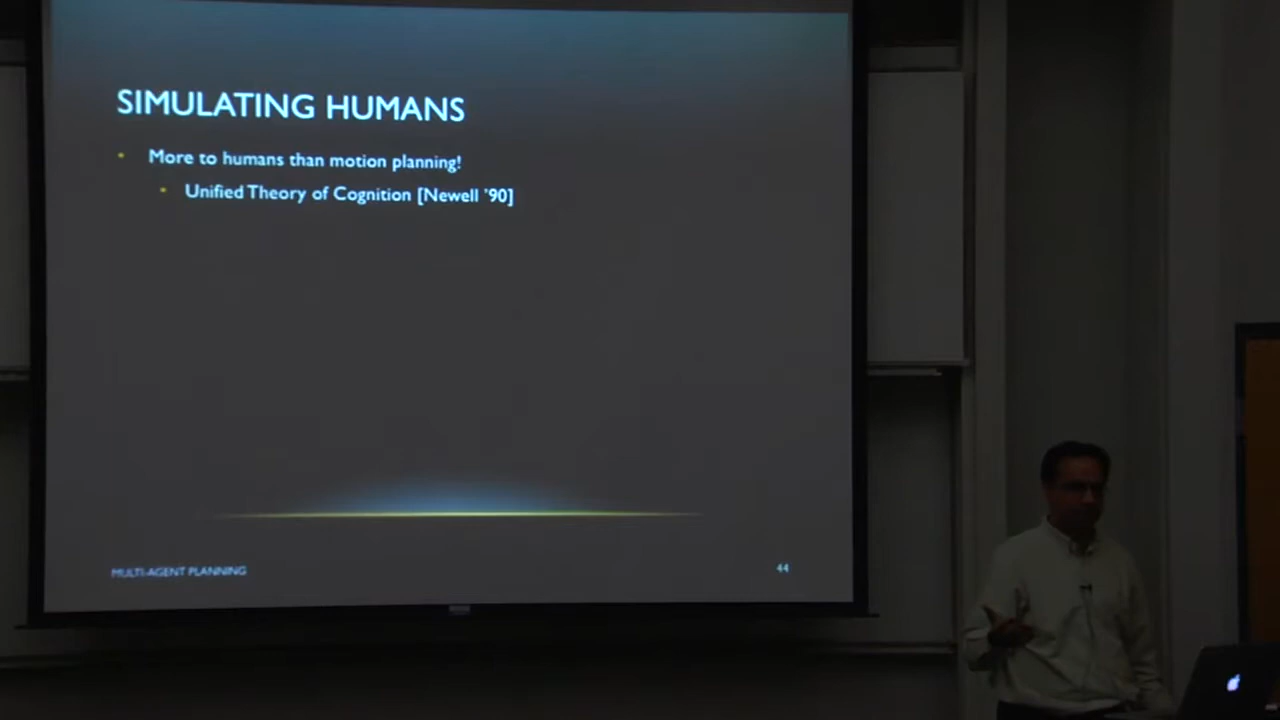 SIMULATING HUMANS
• More to humans than motion planning!
• Unified Theory of Cognition [Newell '90]
MULTI-AGENT PLANNING
44